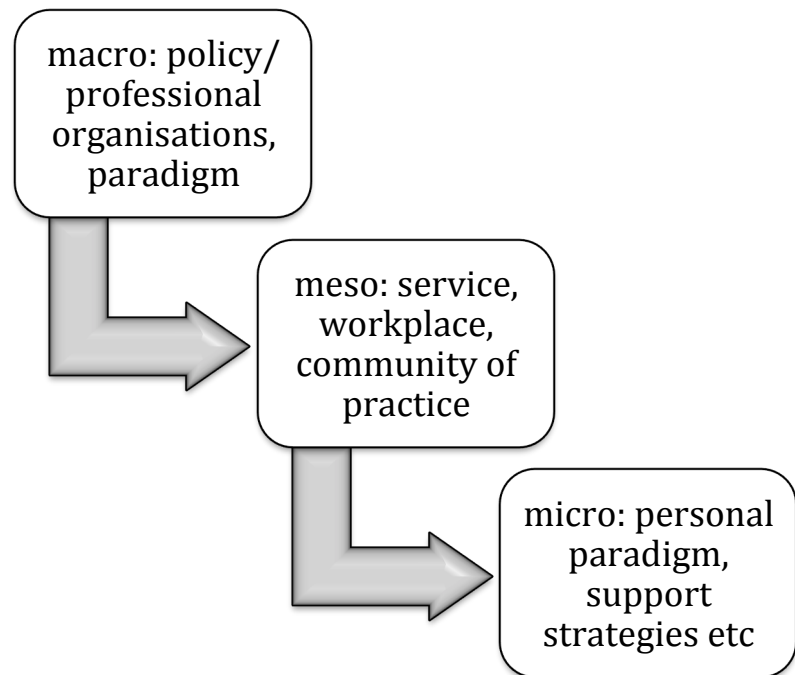 macro: policy/
professional
organisations,
paradigm
meso: service,
workplace,
community of
practice
micro: personal
paradigm,
support
strategies etc